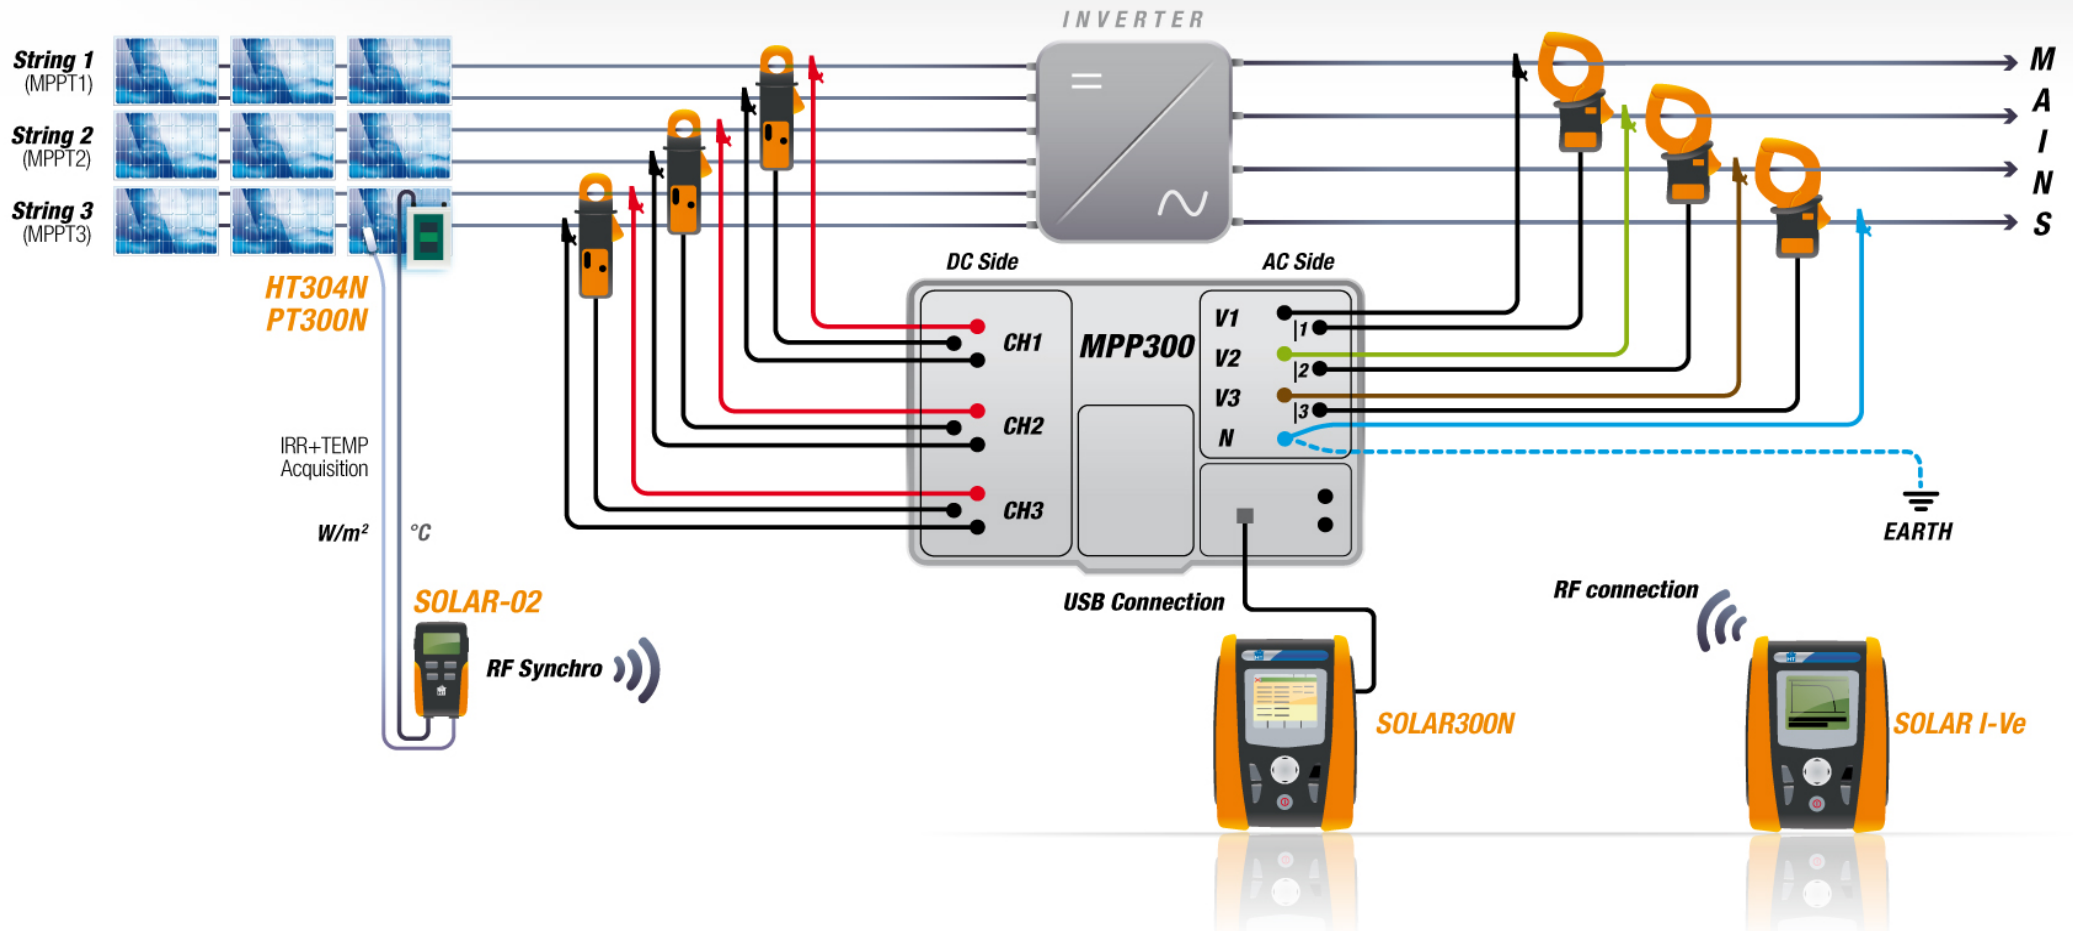 INVERTER
String 1
(MPPT1)
String 2
(MPPT2)
String 3
(MPPT3)
M
A
I
N
S
HT304N
PT300N
DC Side
AC Side
MPP300
CH1
CH2
CH3
V1
I1
V2
I2
V3
I3
N
IRR+TEMP
Acquisition
W/m²
°C
EARTH
SOLAR-02
RF Synchro
USB Connection
RF connection
SOLAR300N
SOLAR I-Ve